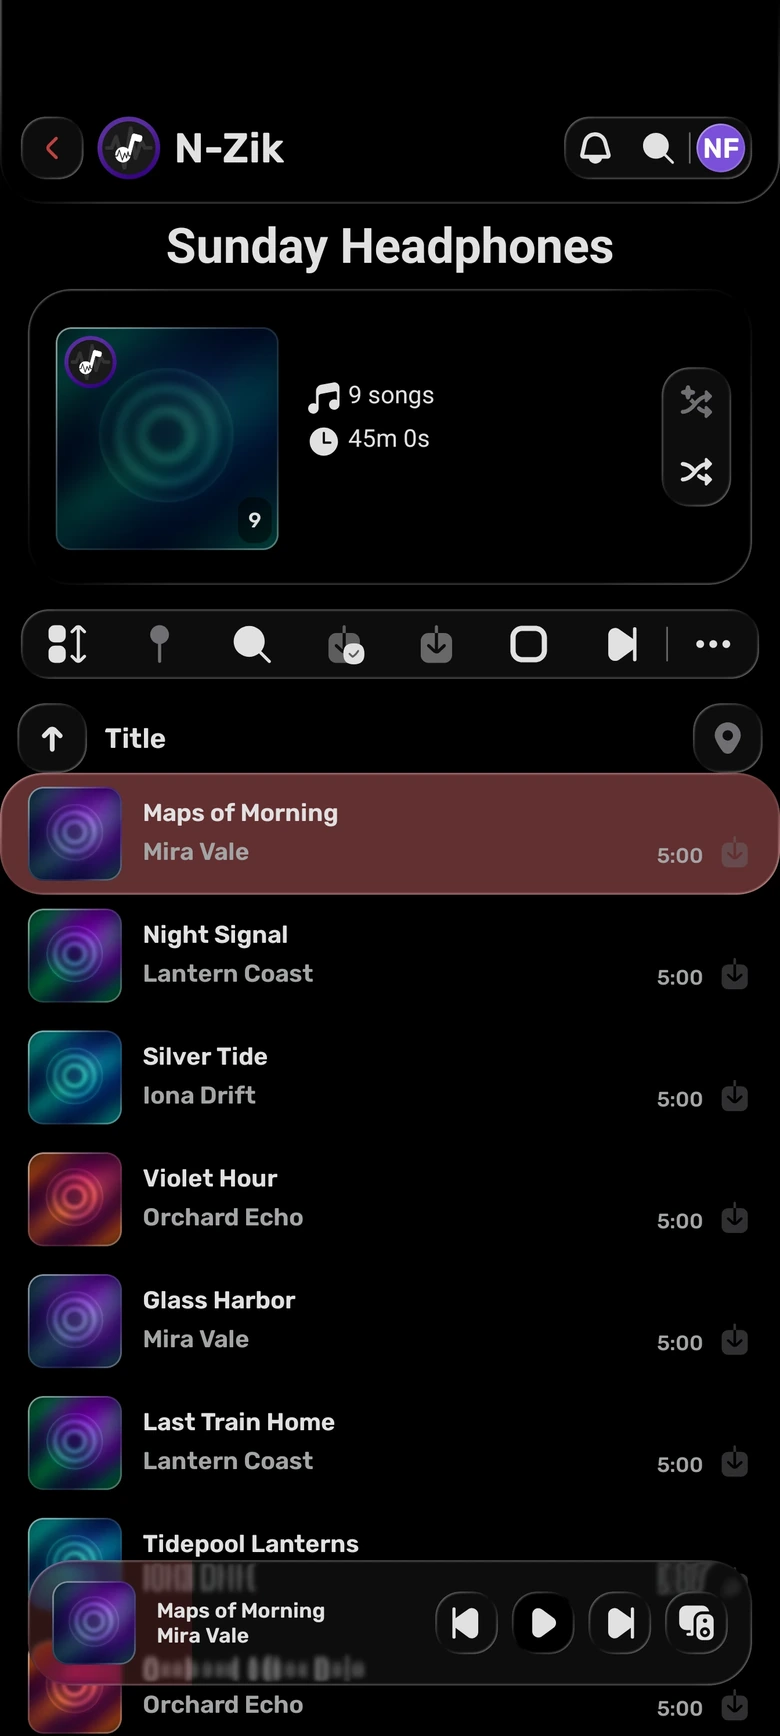 N-Zik
NF
Sunday Headphones
9 songs
45m 0s
9
Title
Maps of Morning
Mira Vale
5:00
Night Signal
Lantern Coast
5:00
Silver Tide
Iona Drift
5:00
Violet Hour
Orchard Echo
5:00
Glass Harbor
Mira Vale
5:00
Last Train Home
Lantern Coast
5:00
Tidepool Lanterns
Maps of Morning
Mira Vale
Orchard Echo
5:00